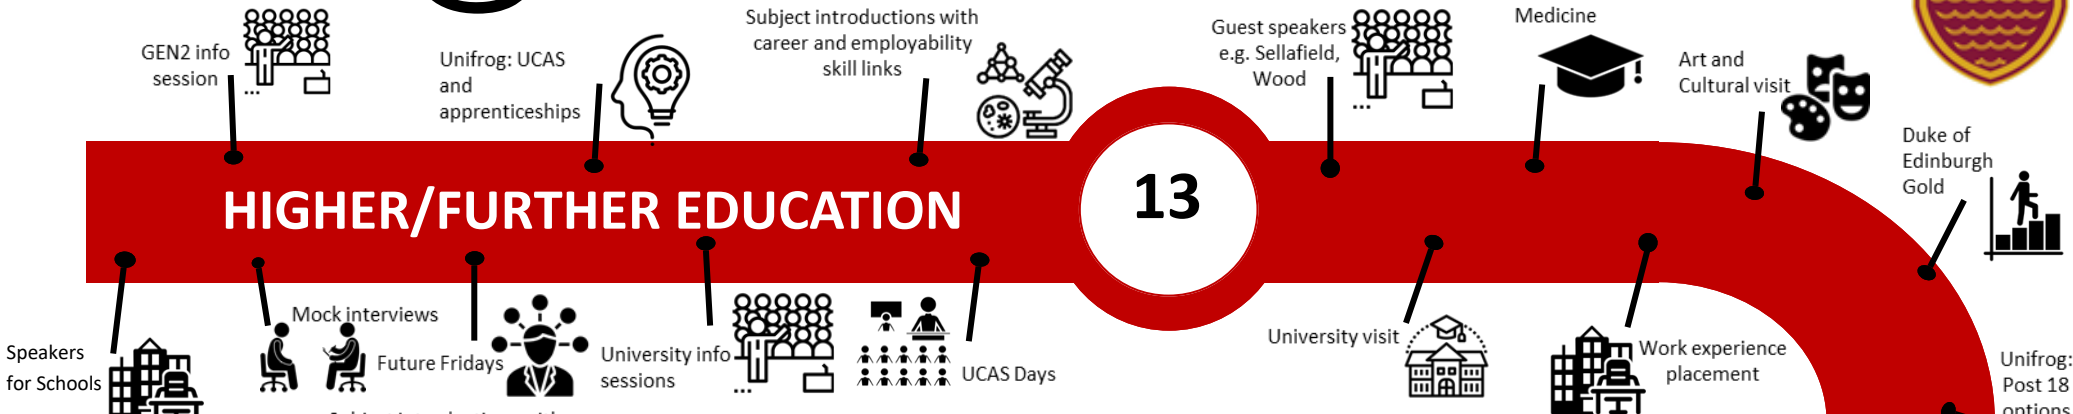 GEN2 info
session
Unifrog: UCAS
and
apprenticeships
Subject introductions with
career and employability
skill links
Guest speakers
e.g. Sellafield,
Wood
Medicine
Art and
Cultural visit
Duke of
Edinburgh
Gold
HIGHER/FURTHER EDUCATION
13
Speakers
for Schools
Mock interviews
Future Fridays
University info
sessions
UCAS Days
University visit
Work experience
placement
Unifrog:
Post 18
options